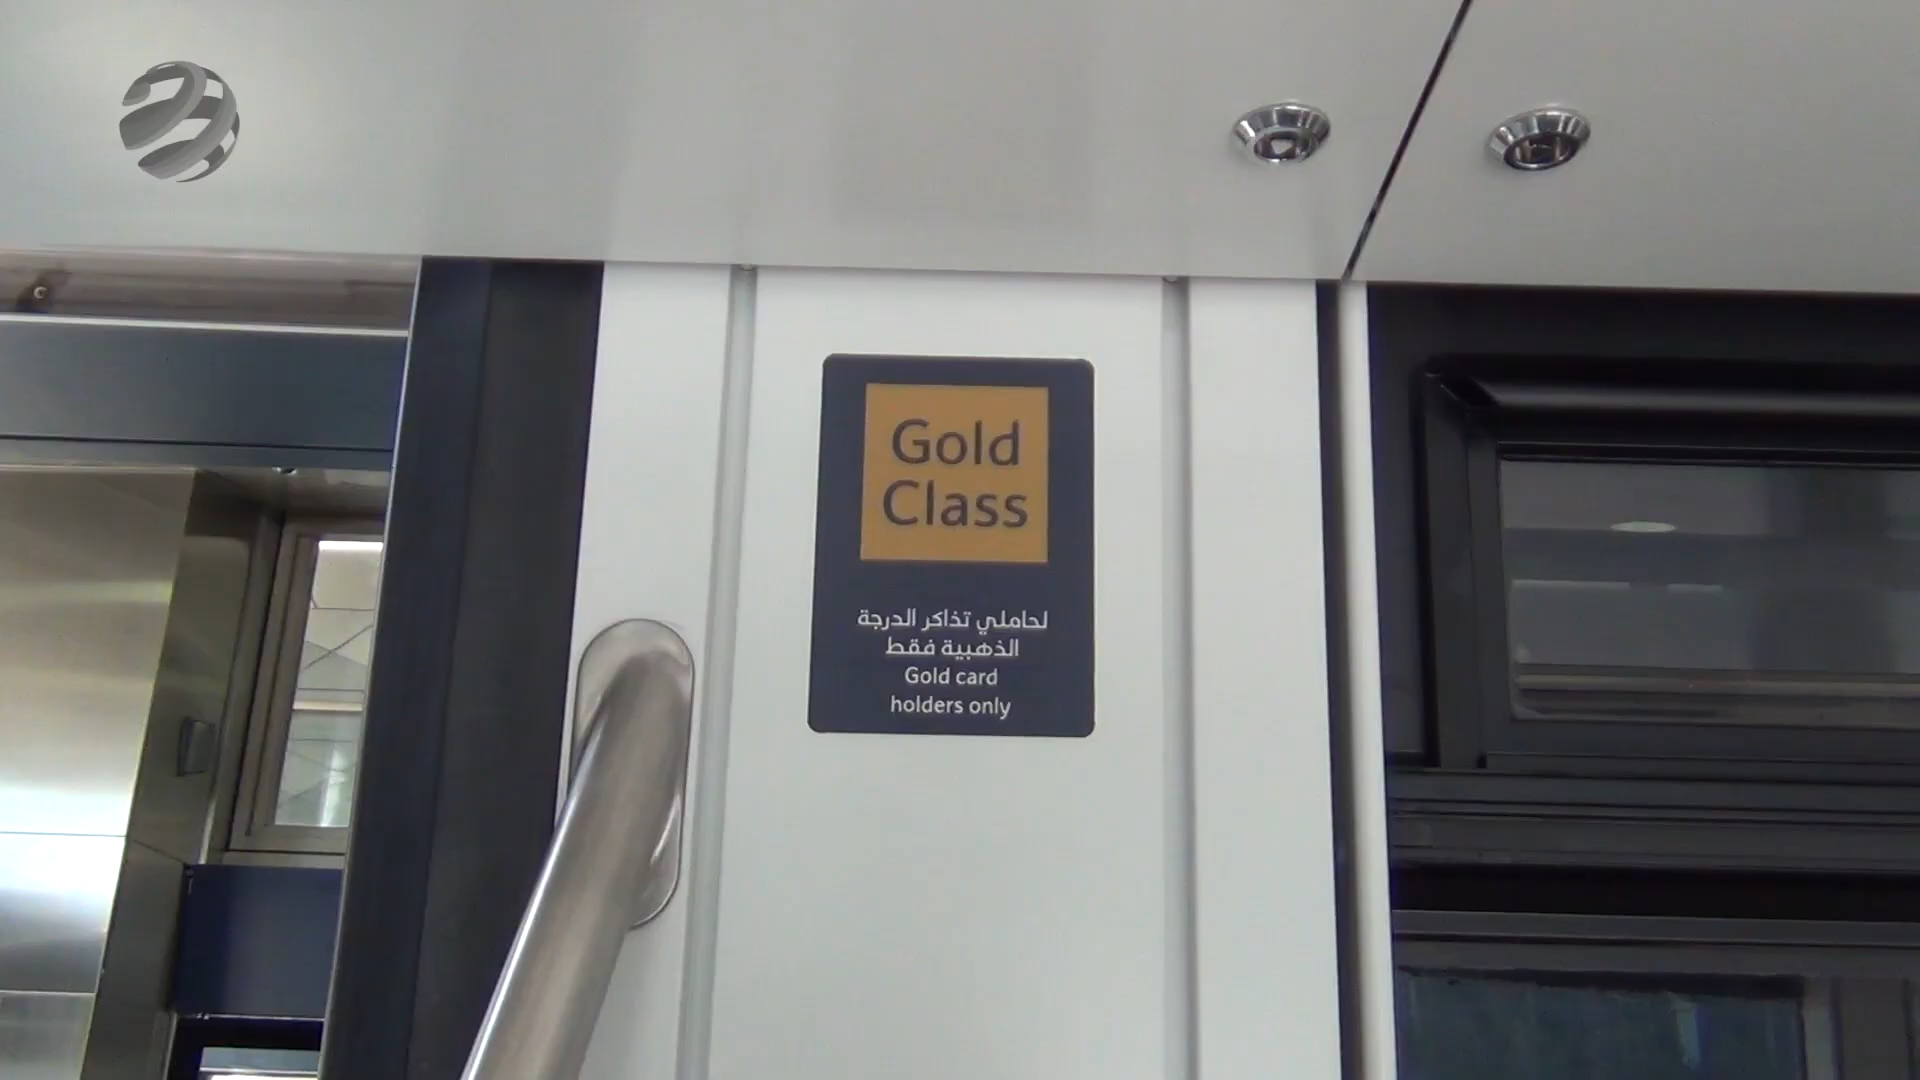 Gold
Class
لحاملي تذاكر الدرجة
الذهبية فقط
Gold card
holders only